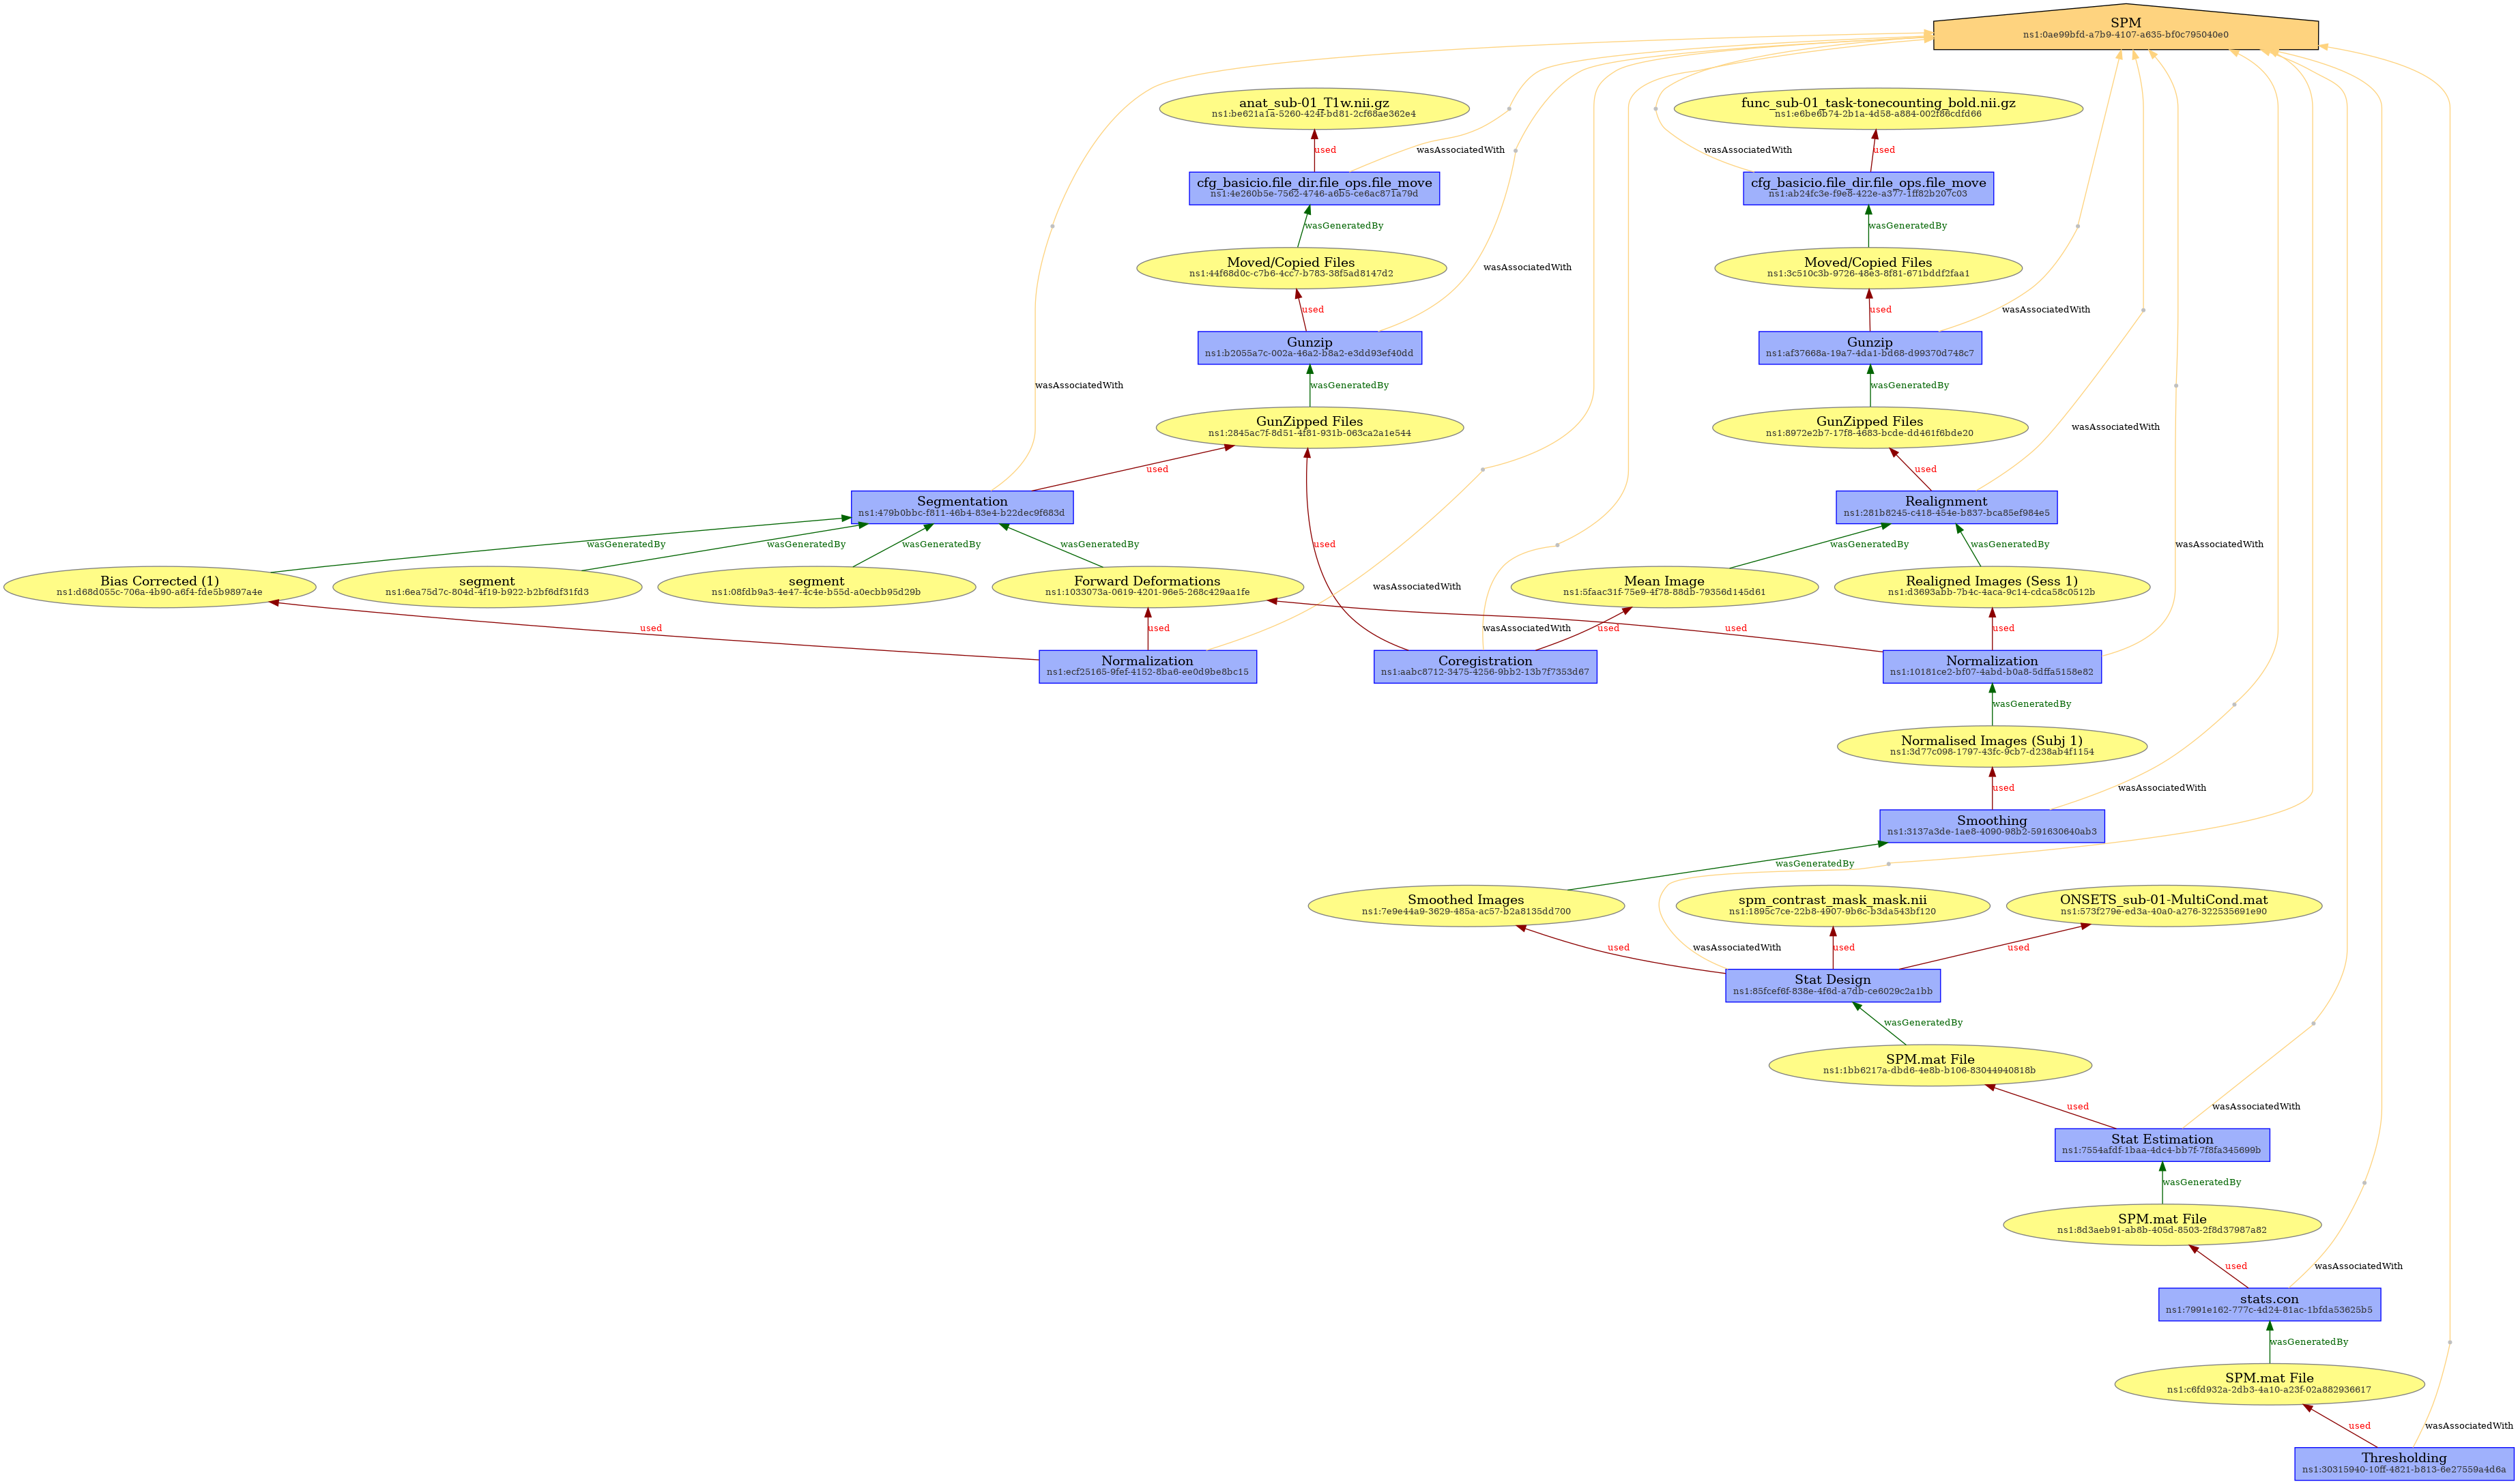 SPM
ns1:0ae99bfd-a7b9-4107-a635-bf0c795040e0
anat_sub-01_T1w.nii.gz
ns1:be621a1a-5260-424f-bd81-2cf68ae362e4
func_sub-01_task-tonecounting_bold.nii.gz
ns1:e6be6b74-2b1a-4d58-a884-002f86cdfd66
used
wasAssociatedWith
wasAssociatedWith
used
cfg_basicio.file_dir.file_ops.file_move
ns1:4e260b5e-7562-4746-a6b5-ce6ac871a79d
cfg_basicio.file_dir.file_ops.file_move
ns1:ab24fc3e-f9e8-422e-a377-1ff82b207c03
wasGeneratedBy
wasGeneratedBy
Moved/Copied Files
ns1:44f68d0c-c7b6-4cc7-b783-38f5ad8147d2
wasAssociatedWith
Moved/Copied Files
ns1:3c510c3b-9726-48e3-8f81-671bddf2faa1
used
used
wasAssociatedWith
Gunzip
ns1:b2055a7c-002a-46a2-b8a2-e3dd93ef40dd
Gunzip
ns1:af37668a-19a7-4da1-bd68-d99370d748c7
wasAssociatedWith
wasGeneratedBy
wasGeneratedBy
GunZipped Files
ns1:2845ac7f-8d51-4f81-931b-063ca2a1e544
GunZipped Files
ns1:8972e2b7-17f8-4683-bcde-dd461f6bde20
wasAssociatedWith
used
used
Segmentation
ns1:479b0bbc-f811-46b4-83e4-b22dec9f683d
Realignment
ns1:281b8245-c418-454e-b837-bca85ef984e5
wasGeneratedBy
wasGeneratedBy
wasGeneratedBy
wasGeneratedBy
used
wasGeneratedBy
wasGeneratedBy
wasAssociatedWith
Bias Corrected (1)
ns1:d68d055c-706a-4b90-a6f4-fde5b9897a4e
segment
ns1:6ea75d7c-804d-4f19-b922-b2bf6df31fd3
segment
ns1:08fdb9a3-4e47-4c4e-b55d-a0ecbb95d29b
Forward Deformations
ns1:1033073a-0619-4201-96e5-268c429aa1fe
wasAssociatedWith
Mean Image
ns1:5faac31f-75e9-4f78-88db-79356d145d61
Realigned Images (Sess 1)
ns1:d3693abb-7b4c-4aca-9c14-cdca58c0512b
used
used
wasAssociatedWith
used
used
used
Normalization
ns1:ecf25165-9fef-4152-8ba6-ee0d9be8bc15
Coregistration
ns1:aabc8712-3475-4256-9bb2-13b7f7353d67
Normalization
ns1:10181ce2-bf07-4abd-b0a8-5dffa5158e82
wasGeneratedBy
Normalised Images (Subj 1)
ns1:3d77c098-1797-43fc-9cb7-d238ab4f1154
used
wasAssociatedWith
Smoothing
ns1:3137a3de-1ae8-4090-98b2-591630640ab3
wasGeneratedBy
Smoothed Images
ns1:7e9e44a9-3629-485a-ac57-b2a8135dd700
spm_contrast_mask_mask.nii
ns1:1895c7ce-22b8-4907-9b6c-b3da543bf120
ONSETS_sub-01-MultiCond.mat
ns1:573f279e-ed3a-40a0-a276-322535691e90
used
wasAssociatedWith
used
used
Stat Design
ns1:85fcef6f-838e-4f6d-a7db-ce6029c2a1bb
wasGeneratedBy
SPM.mat File
ns1:1bb6217a-dbd6-4e8b-b106-83044940818b
used
wasAssociatedWith
Stat Estimation
ns1:7554afdf-1baa-4dc4-bb7f-7f8fa345699b
wasGeneratedBy
SPM.mat File
ns1:8d3aeb91-ab8b-405d-8503-2f8d37987a82
used
wasAssociatedWith
stats.con
ns1:7991e162-777c-4d24-81ac-1bfda53625b5
wasGeneratedBy
SPM.mat File
ns1:c6fd932a-2db3-4a10-a23f-02a882936617
used
wasAssociatedWith
Thresholding
ns1:30315940-10ff-4821-b813-6e27559a4d6a